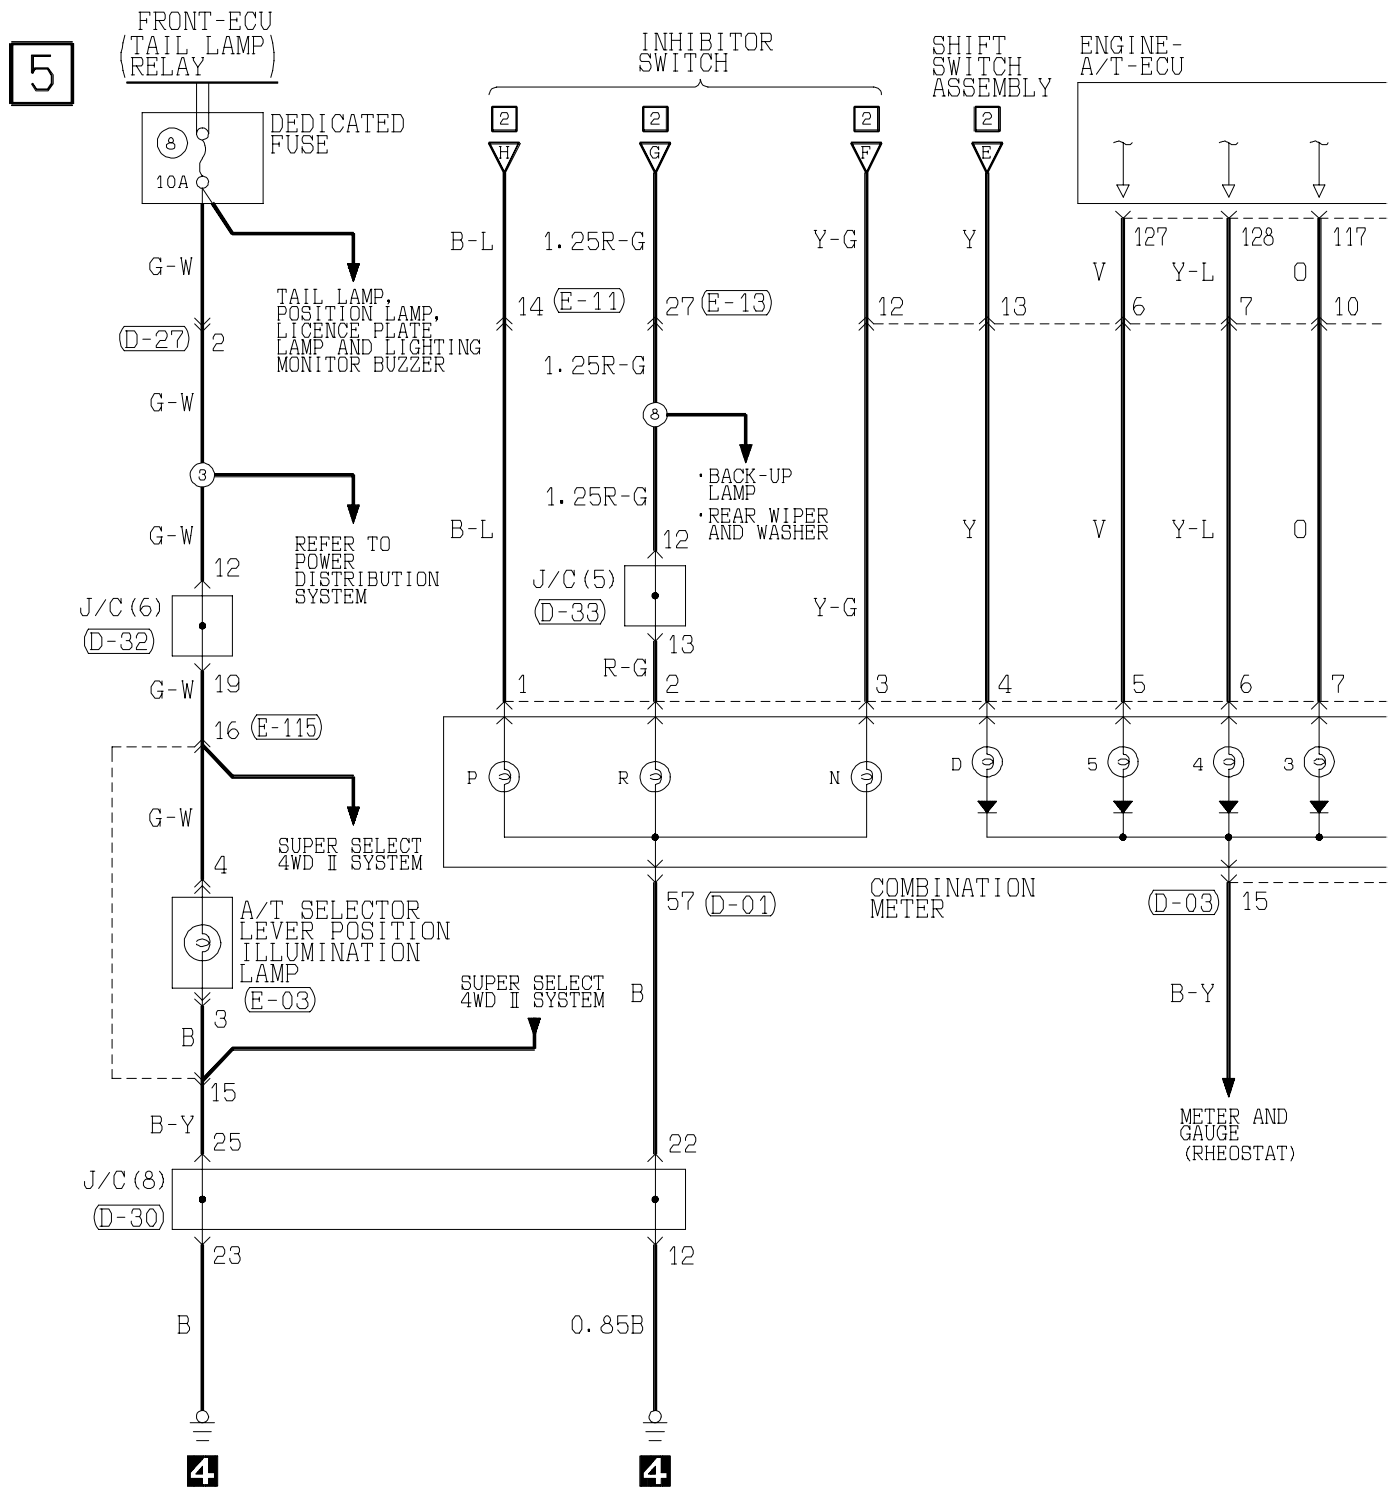 5
FRONT-ECU
(TAIL LAMP
RELAY)
DEDICATED
FUSE
8
10A
INHIBITOR
SWITCH
SHIFT
SWITCH
ASSEMBLY
ENGINE-
A/T-ECU
2
2
2
2
H
G
F
E
B-L
1.25R-G
Y-G
Y
127
128
117
V
Y-L
O
G-W
TAIL LAMP,
POSITION LAMP,
LICENCE PLATE
LAMP AND LIGHTING
MONITOR BUZZER
14
(E-11)
27
(E-13)
12
13
6
7
10
(D-27)
2
1.25R-G
G-W
8
3
·BACK-UP
LAMP
·REAR WIPER
AND WASHER
1.25R-G
B-L
Y
V
Y-L
O
G-W
REFER TO
POWER
DISTRIBUTION
SYSTEM
12
12
J/C(5)
(D-33)
J/C(6)
(D-32)
Y-G
13
R-G
G-W
19
1
2
3
4
5
6
7
16
(E-115)
P
R
N
D
5
4
3
G-W
SUPER SELECT
4WD II SYSTEM
4
57
(D-01)
COMBINATION
METER
(D-03)
15
A/T SELECTOR
LEVER POSITION
ILLUMINATION
LAMP
(E-03)
3
B
SUPER SELECT
4WD II SYSTEM
B
B-Y
15
B-Y
METER AND
GAUGE
(RHEOSTAT)
25
22
J/C(8)
(D-30)
23
12
B
0.85B
4
4